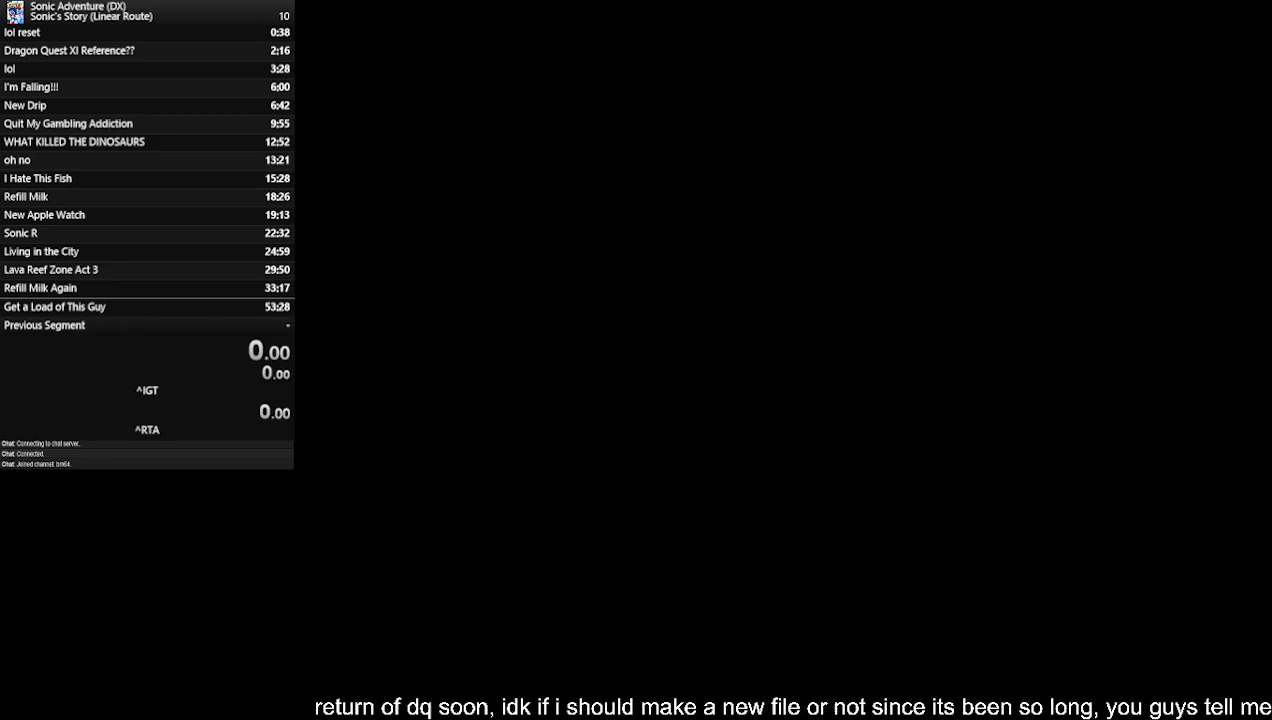 Sonic Adventure (DX)
Sonic's Story (Linear Route) 10
lol reset 0:38
Dragon Quest XI Reference?? 2:16
lol 3:28
I'm Falling!!! 6:00
New Drip 6:42
Quit My Gambling Addiction 9:55
WHAT KILLED THE DINOSAURS 12:52
oh no 13:21
I Hate This Fish 15:28
Refill Milk 18:26
New Apple Watch 19:13
Sonic R 22:32
Living in the City 24:59
Lava Reef Zone Act 3 29:50
Refill Milk Again 33:17
Get a Load of This Guy 53:28
Previous Segment -
0.00
0.00
^IGT
0.00
^RTA
Chat: Connecting to chat server.
Chat: Connected.
Chat: Joined channel: bm64.
return of dq soon, idk if i should make a new file or not since its been so long, you guys tell me